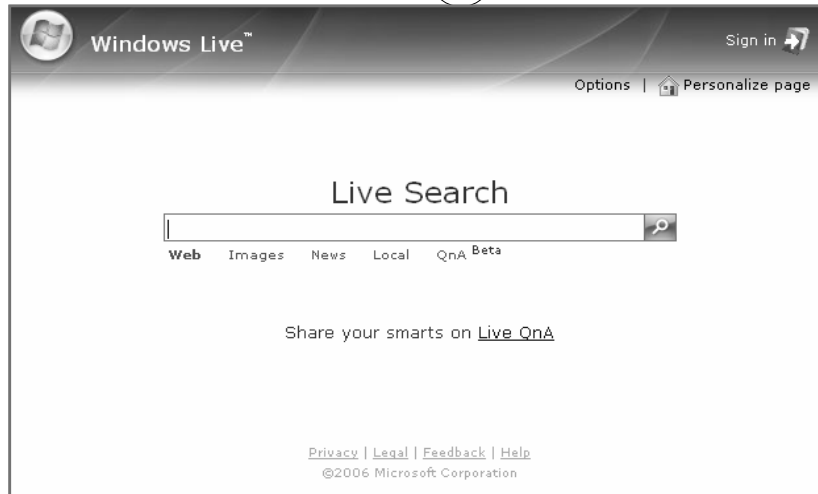 Windows Live™
Sign in
Options | Personalize page
Live Search
Web Images News Local QnA Beta
Share your smarts on Live QnA
Privacy | Legal | Feedback | Help
©2006 Microsoft Corporation